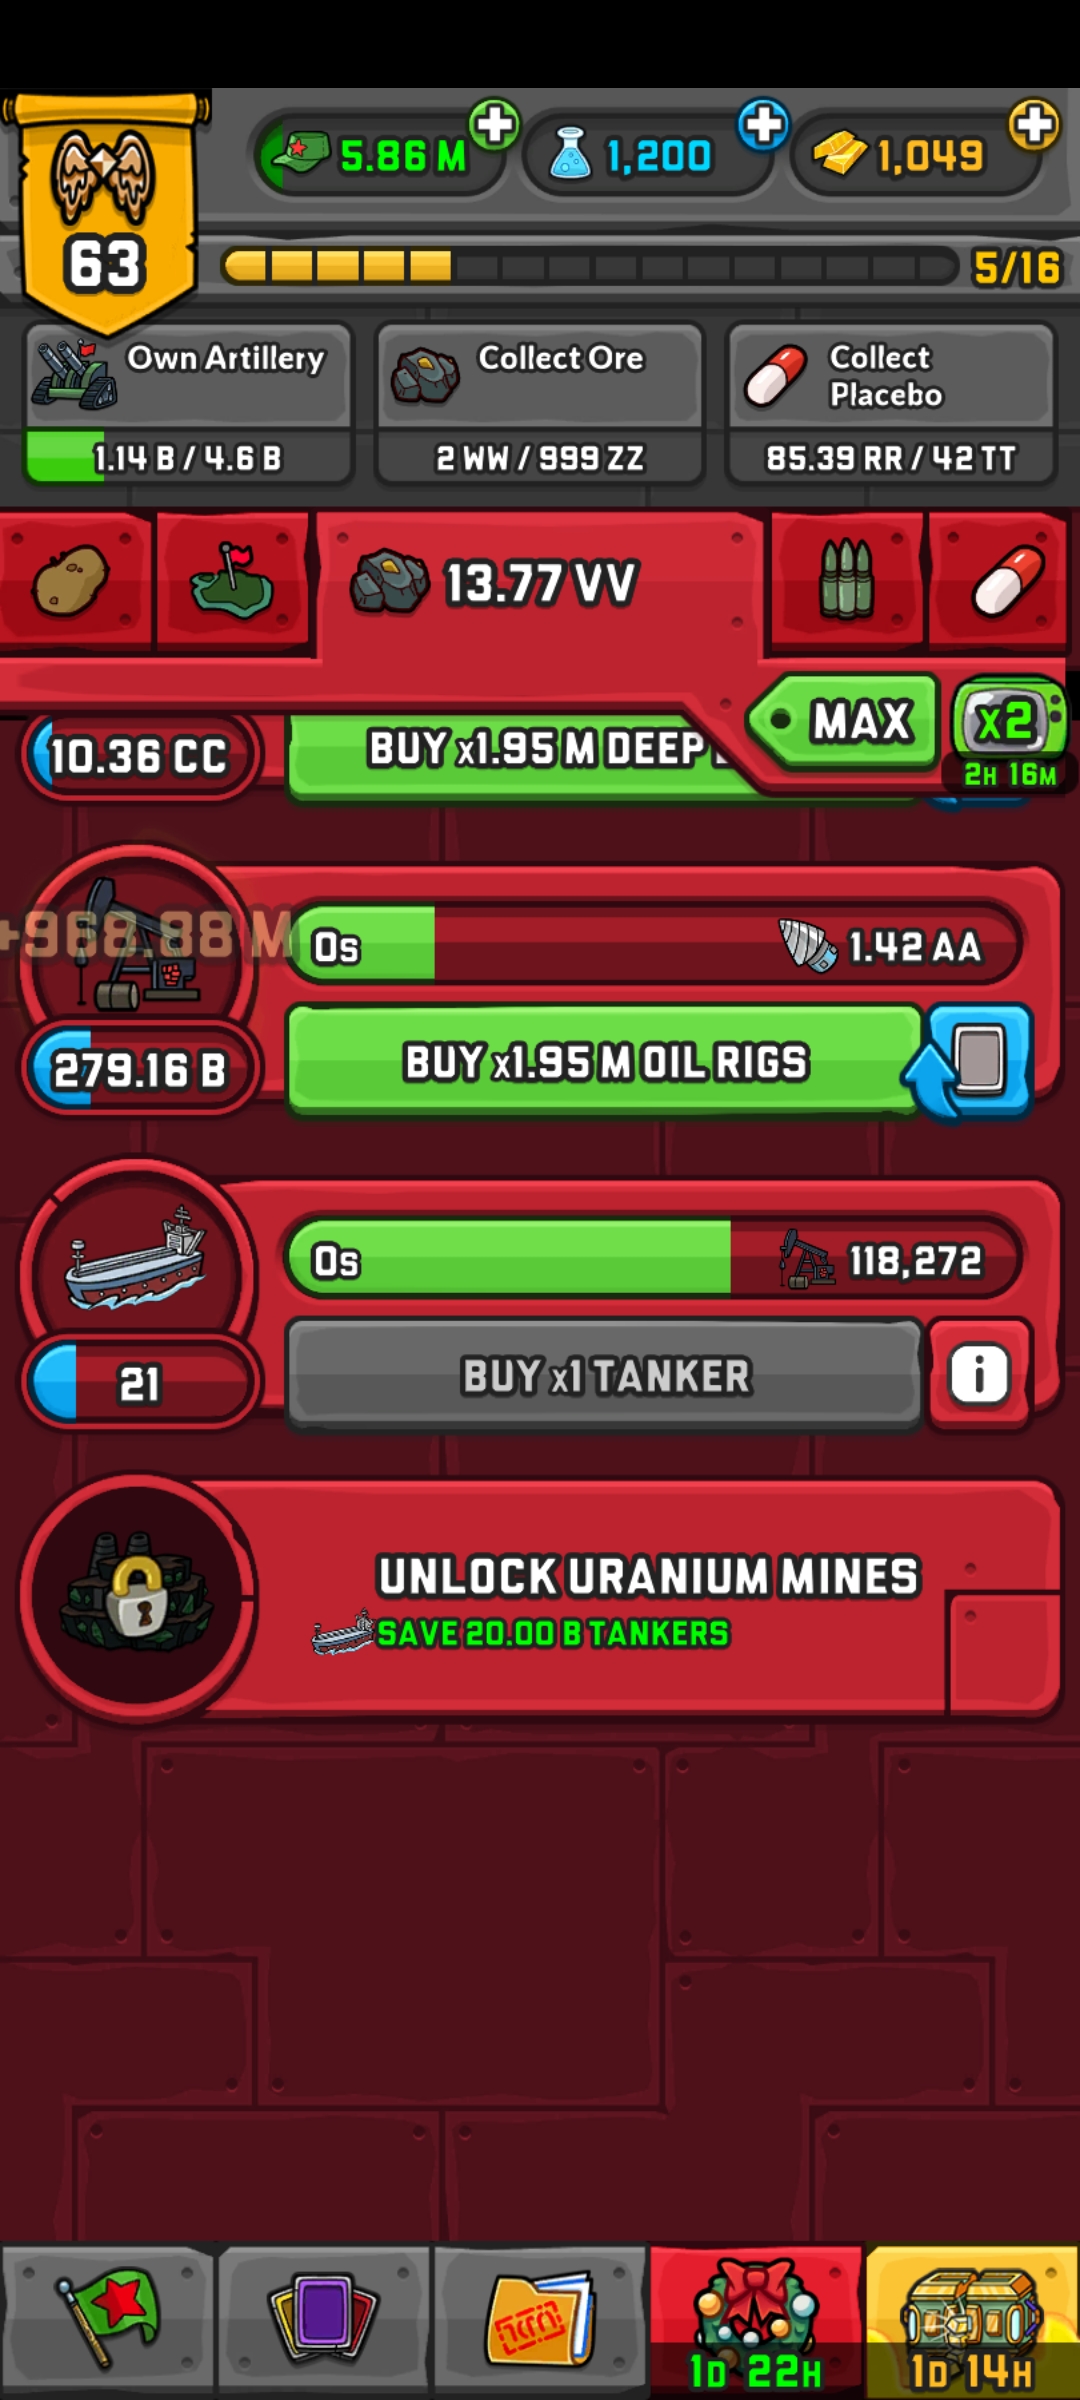 5.86 M
1,200
1,049
63
5/16
Own Artillery
1.14 B / 4.6 B
Collect Ore
2 WW / 999 ZZ
Collect
Placebo
85.39 RR / 42 TT
13.77 VV
MAX
x2
2H 16M
10.36 CC
BUY x1.95 M DEEP
+968.88 M
0s
1.42 AA
279.16 B
BUY x1.95 M OIL RIGS
0s
118,272
21
BUY x1 TANKER
i
UNLOCK URANIUM MINES
SAVE 20.00 B TANKERS
1D 22H
1D 14H